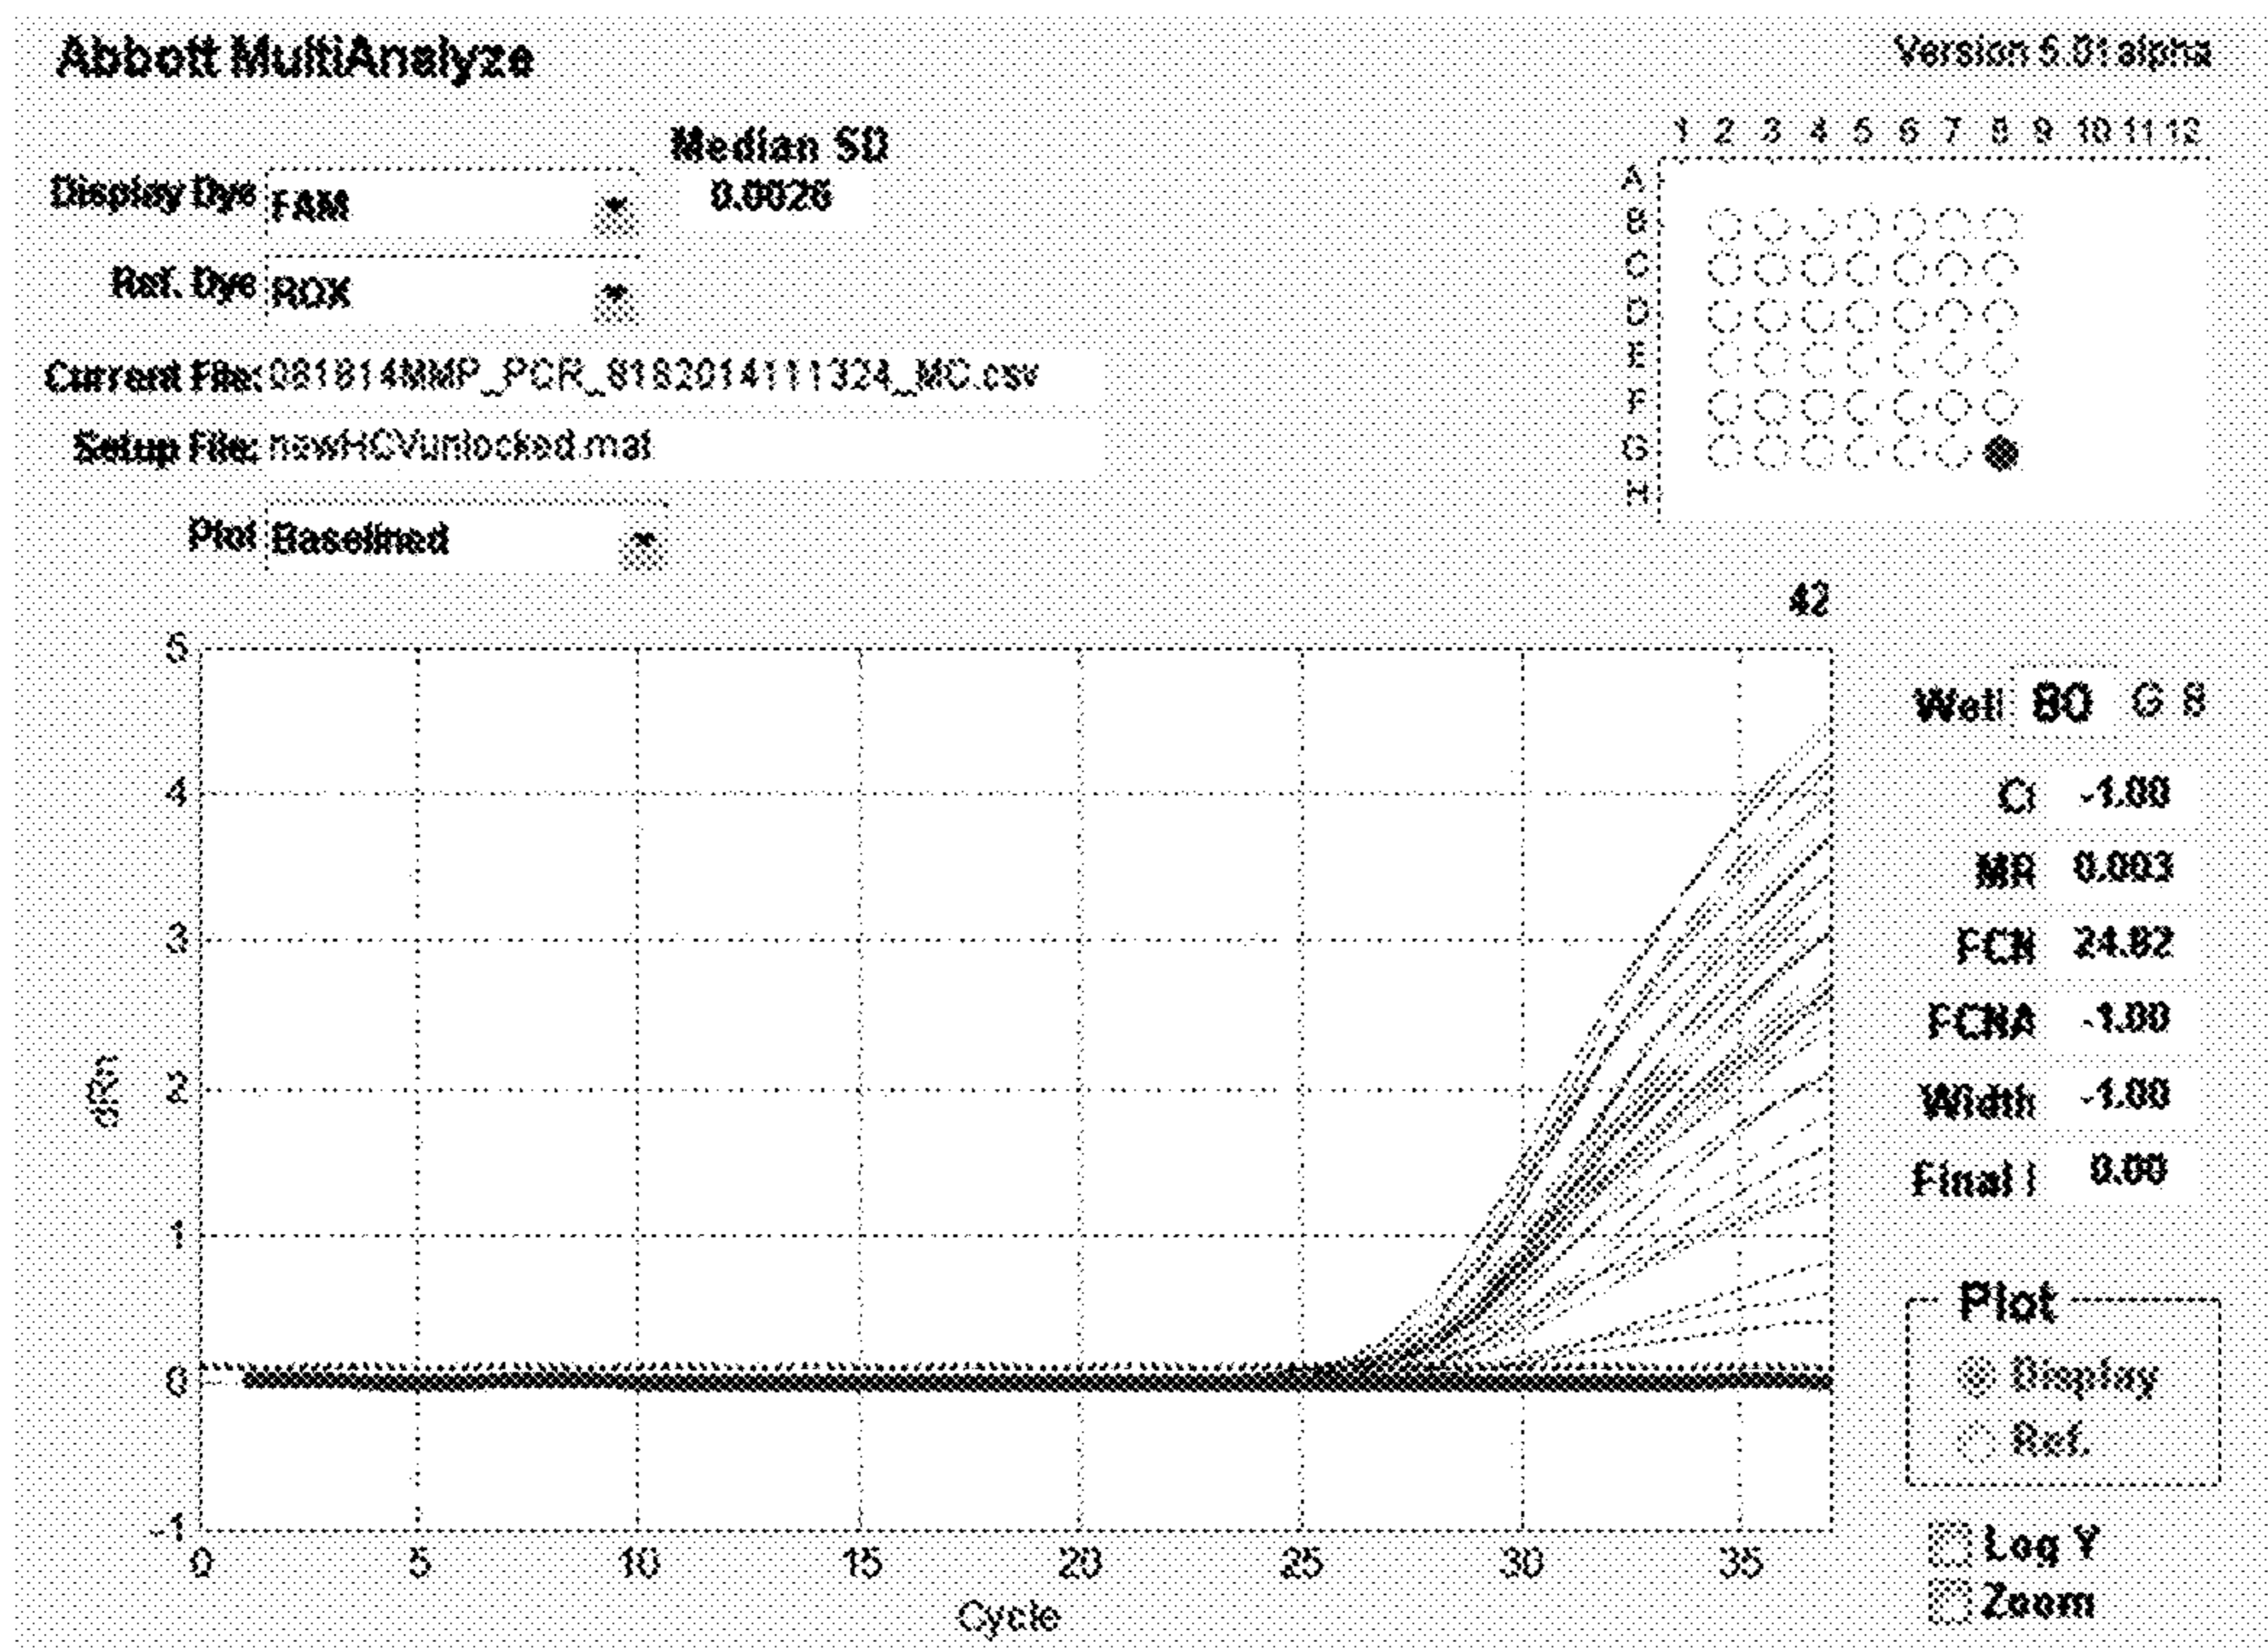 Abbott MultiAnalyze
Version 5.01 alpha
Median SD
Display Dye FAM 0.0026
Ref. Dye ROX
Current File: 081814MMP_PCR_8182014111324_MC.csv
Setup File: newHCVunlocked.mat
Plot Baselined
1 2 3 4 5 6 7 8 9 10 11 12
A
B
C
D
E
F
G
H
42
5
4
3
2
1
0
-1
dRn
0 5 10 15 20 25 30 35
Cycle
Well 80 G 8
Ct -1.00
MR 0.003
FCN 24.82
FCNA -1.00
Width -1.00
Final I 0.00
Plot
Display
Ref.
Log Y
Zoom